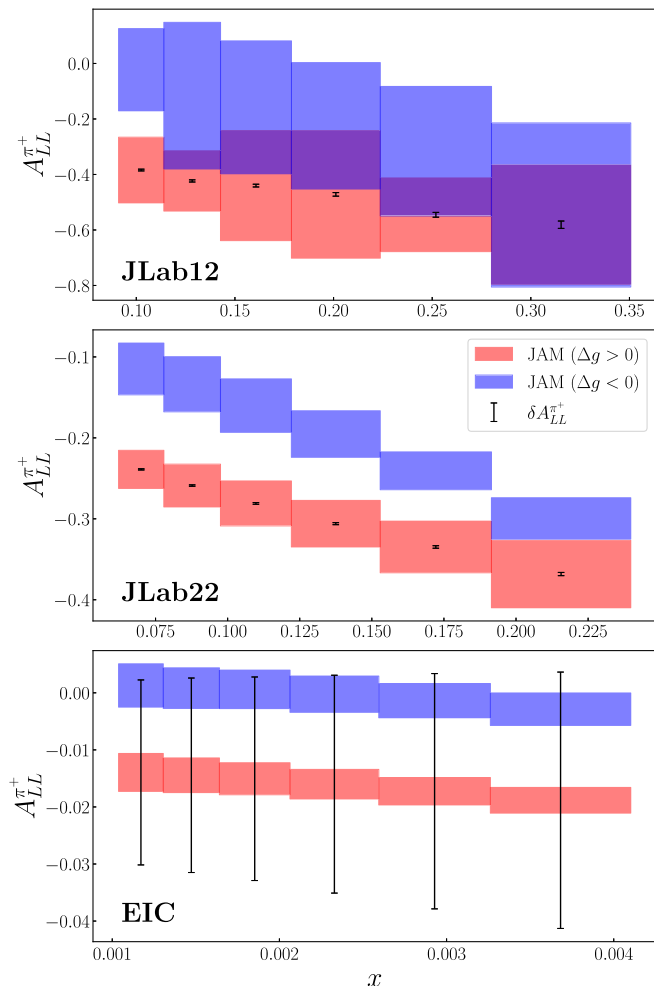 0.0
−0.2
−0.4
−0.6
−0.8
A_{LL}^{π^+}
JLab12
0.10 0.15 0.20 0.25 0.30 0.35
−0.1
−0.2
−0.3
−0.4
A_{LL}^{π^+}
JAM (Δg > 0)
JAM (Δg < 0)
δA_{LL}^{π^+}
JLab22
0.075 0.100 0.125 0.150 0.175 0.200 0.225
0.00
−0.01
−0.02
−0.03
−0.04
A_{LL}^{π^+}
EIC
0.001 0.002 0.003 0.004
x